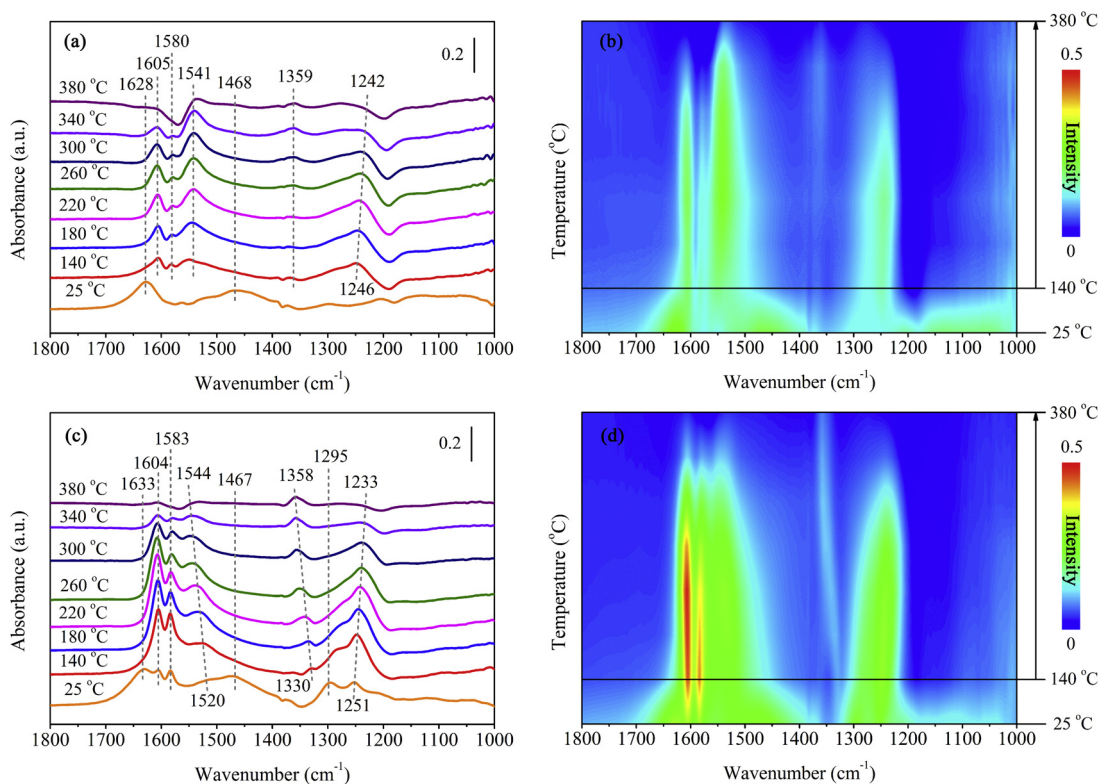 (a)
1580
1605
1628
1541
1468
1359
1242
0.2
380 °C
340 °C
300 °C
260 °C
220 °C
180 °C
140 °C
25 °C
1246
Absorbance (a.u.)
1800 1700 1600 1500 1400 1300 1200 1100 1000
Wavenumber (cm-1)
(b)
380 °C
0.5
Intensity
0
140 °C
25 °C
Temperature (°C)
1800 1700 1600 1500 1400 1300 1200 1100 1000
Wavenumber (cm-1)
(c)
1583
1604
1633
1544
1467
1358
1295
1233
0.2
380 °C
340 °C
300 °C
260 °C
220 °C
180 °C
140 °C
25 °C
1520
1330
1251
Absorbance (a.u.)
1800 1700 1600 1500 1400 1300 1200 1100 1000
Wavenumber (cm-1)
(d)
380 °C
0.5
Intensity
0
140 °C
25 °C
Temperature (°C)
1800 1700 1600 1500 1400 1300 1200 1100 1000
Wavenumber (cm-1)